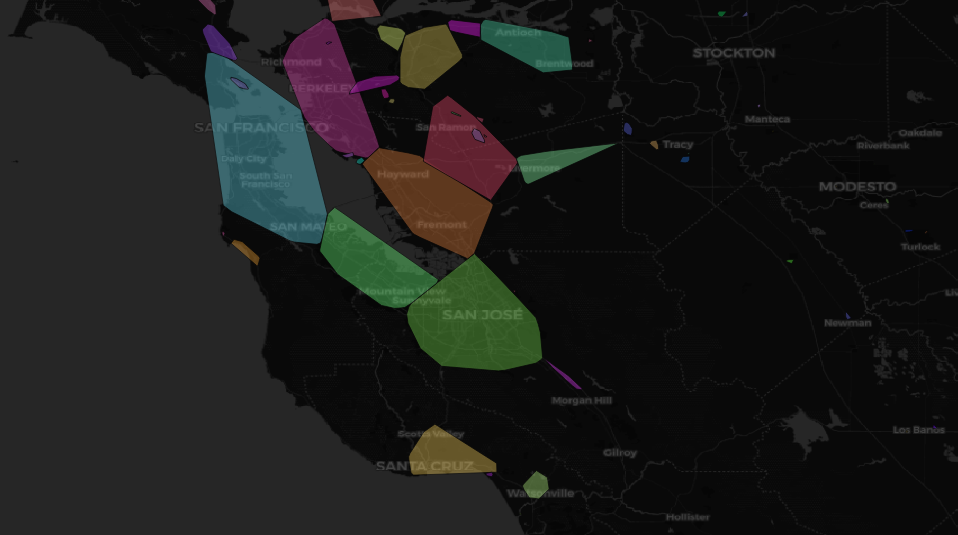 Antioch
STOCKTON
Richmond
Brentwood
BERKELEY
Manteca
SAN FRANCISCO
San Ramon
Oakdale
Tracy
Riverbank
Daly City
Livermore
South San
Francisco
Hayward
MODESTO
Ceres
SAN MATEO
Fremont
Turlock
Mountain View
Sunnyvale
SAN JOSÉ
Newman
Morgan Hill
Los Banos
Scotts Valley
SANTA CRUZ
Gilroy
Watsonville
Hollister